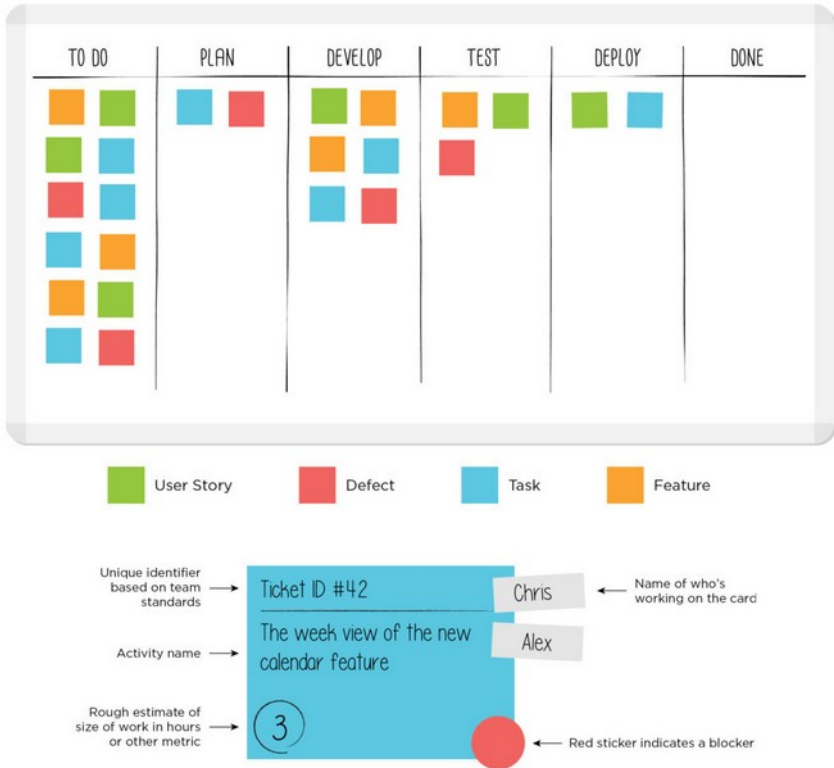 TO DO PLAN DEVELOP TEST DEPLOY DONE
User Story Defect Task Feature
Unique identifier
based on team
standards
Ticket ID #42
Chris
Name of who's
working on the card
Activity name
The week view of the new
calendar feature
Alex
Rough estimate of
size of work in hours
or other metric
3
Red sticker indicates a blocker